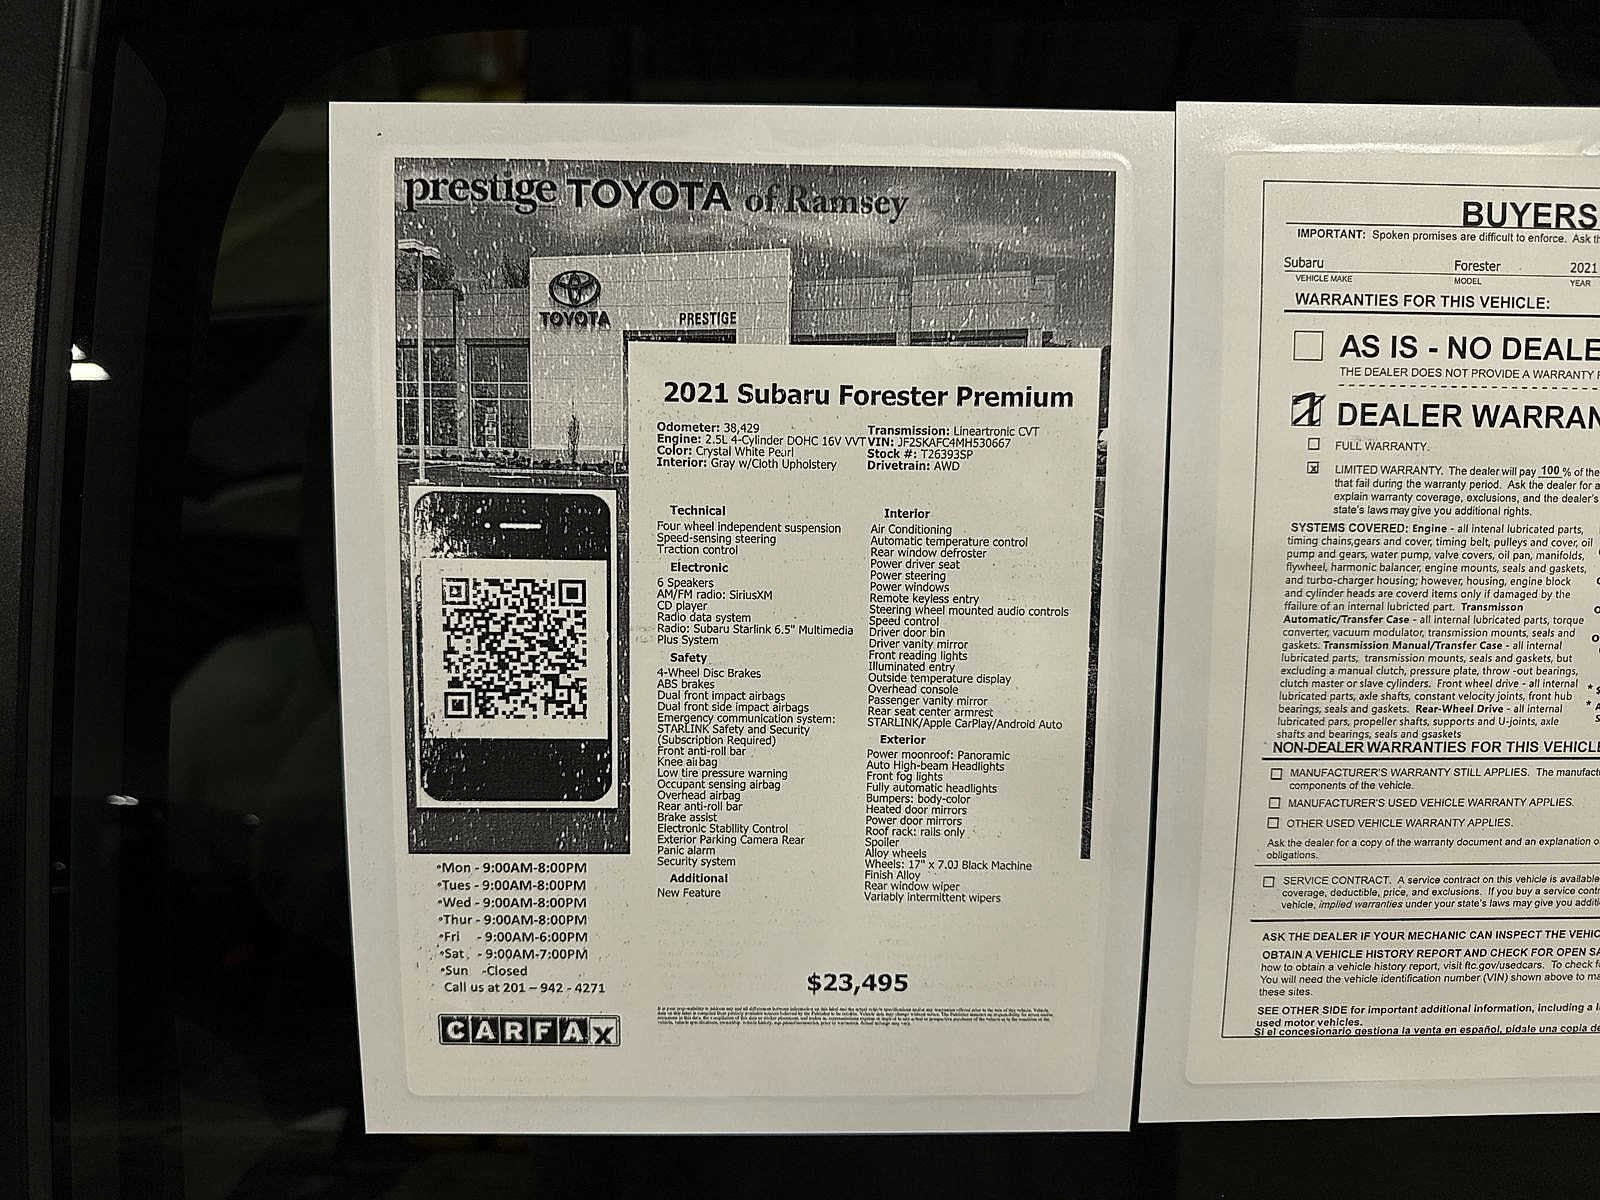 prestige TOYOTA of Ramsey
TOYOTA
PRESTIGE
2021 Subaru Forester Premium
Odometer: 38,429
Engine: 2.5L 4-Cylinder DOHC 16V VVT
Color: Crystal White Pearl
Interior: Gray w/Cloth Upholstery
Transmission: Lineartronic CVT
VIN: JF2SKAFC4MH530667
Stock #: T26393SP
Drivetrain: AWD
Technical
Four wheel independent suspension
Speed-sensing steering
Traction control
Electronic
6 Speakers
AM/FM radio: SiriusXM
CD player
Radio data system
Radio: Subaru Starlink 6.5" Multimedia
Plus System
Safety
4-Wheel Disc Brakes
ABS brakes
Dual front impact airbags
Dual front side impact airbags
Emergency communication system:
STARLINK Safety and Security
(Subscription Required)
Front anti-roll bar
Knee airbag
Low tire pressure warning
Occupant sensing airbag
Overhead airbag
Rear anti-roll bar
Brake assist
Electronic Stability Control
Exterior Parking Camera Rear
Panic alarm
Security system
Additional
New Feature
Interior
Air Conditioning
Automatic temperature control
Rear window defroster
Power driver seat
Power steering
Power windows
Remote keyless entry
Steering wheel mounted audio controls
Speed control
Driver door bin
Driver vanity mirror
Front reading lights
Illuminated entry
Outside temperature display
Overhead console
Passenger vanity mirror
Rear seat center armrest
STARLINK/Apple CarPlay/Android Auto
Exterior
Power moonroof: Panoramic
Auto High-beam Headlights
Front fog lights
Fully automatic headlights
Bumpers: body-color
Heated door mirrors
Power door mirrors
Roof rack: rails only
Spoiler
Alloy wheels
Wheels: 17" x 7.0J Black Machine
Finish Alloy
Rear window wiper
Variably intermittent wipers
$23,495
•Mon - 9:00AM-8:00PM
•Tues - 9:00AM-8:00PM
•Wed - 9:00AM-8:00PM
•Thur - 9:00AM-8:00PM
•Fri - 9:00AM-6:00PM
•Sat - 9:00AM-7:00PM
•Sun -Closed
Call us at 201 – 942 - 4271
CARFAX
BUYERS
IMPORTANT: Spoken promises are difficult to enforce. Ask
Subaru Forester 2021
VEHICLE MAKE MODEL YEAR
WARRANTIES FOR THIS VEHICLE:
AS IS - NO DEALE
THE DEALER DOES NOT PROVIDE A WARRANTY
DEALER WARRAN
FULL WARRANTY.
LIMITED WARRANTY. The dealer will pay 100 % of the
that fail during the warranty period. Ask the dealer for a
explain warranty coverage, exclusions, and the dealer's
state's laws may give you additional rights.
SYSTEMS COVERED: Engine - all intenal lubricated parts,
timing chains,gears and cover, timing belt, pulleys and cover, oil
pump and gears, water pump, valve covers, oil pan, manifolds,
flywheel, harmonic balancer, engine mounts, seals and gaskets,
and turbo-charger housing; however, housing, engine block
and cylinder heads are coverd items only if damaged by the
ffailure of an internal lubricted part. Transmisson
Automatic/Transfer Case - all internal lubricated parts, torque
converter, vacuum modulator, transmission mounts, seals and
gaskets. Transmission Manual/Transfer Case - all internal
lubricated parts, transmission mounts, seals and gaskets, but
excluding a manual clutch, pressure plate, throw -out bearings,
clutch master or slave cylinders. Front wheel drive - all internal
lubricated parts, axle shafts, constant velocity joints, front hub
bearings, seals and gaskets. Rear-Wheel Drive - all internal
lubricated pars, propeller shafts, supports and U-joints, axle
shafts and bearings, seals and gsaskets
NON-DEALER WARRANTIES FOR THIS VEHICLE
MANUFACTURER'S WARRANTY STILL APPLIES. The manufact
components of the vehicle.
MANUFACTURER'S USED VEHICLE WARRANTY APPLIES.
OTHER USED VEHICLE WARRANTY APPLIES.
Ask the dealer for a copy of the warranty document and an explanation o
obligations.
SERVICE CONTRACT. A service contract on this vehicle is available
coverage, deductible, price, and exclusions. If you buy a service contr
vehicle, implied warranties under your state's laws may give you additi
ASK THE DEALER IF YOUR MECHANIC CAN INSPECT THE VEHIC
OBTAIN A VEHICLE HISTORY REPORT AND CHECK FOR OPEN SA
how to obtain a vehicle history report, visit ftc.gov/usedcars. To check f
You will need the vehicle identification number (VIN) shown above to ma
these sites.
SEE OTHER SIDE for important additional information, including a li
used motor vehicles.
Si el concesionario gestiona la venta en español, pídale una copia de